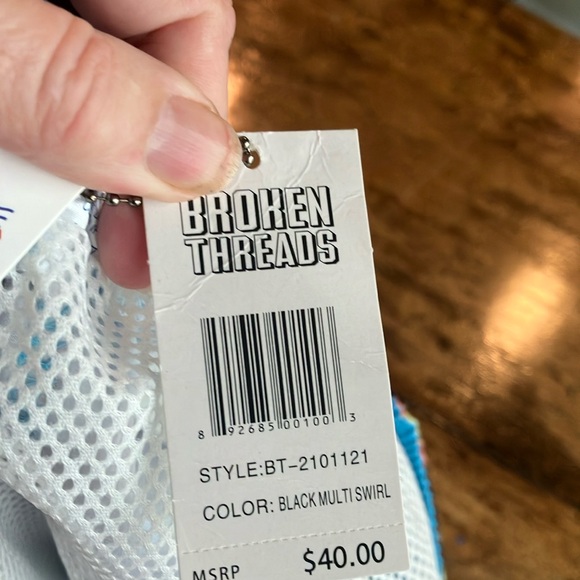 BROKEN
THREADS
8 92685 00100 3
STYLE:BT-2101121
COLOR: BLACK MULTI SWIRL
MSRP $40.00